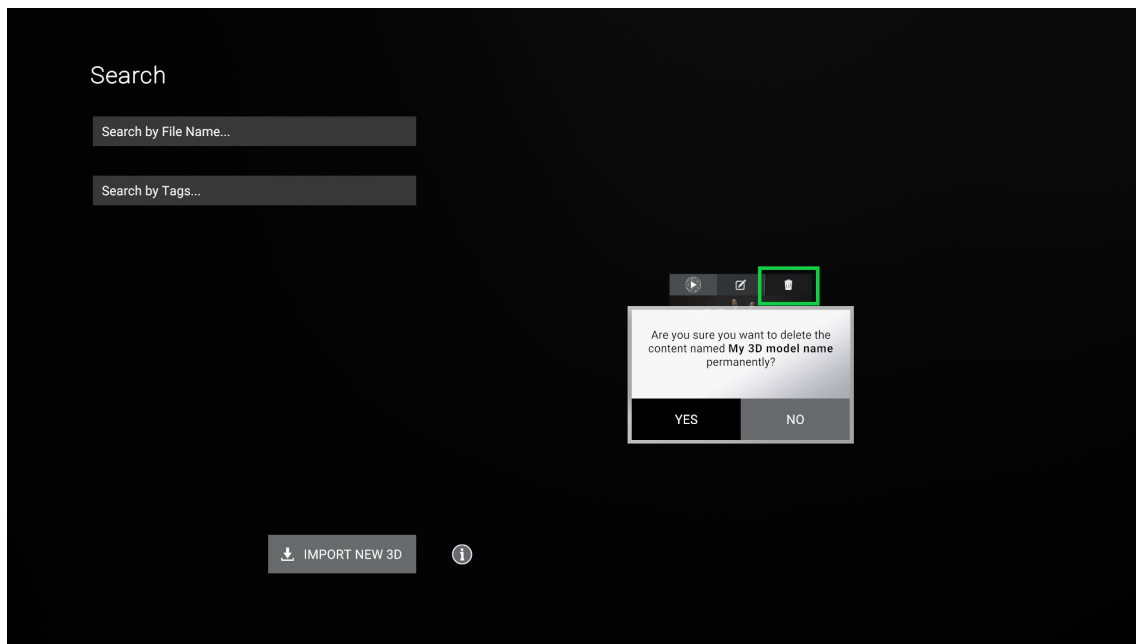 Search
Search by File Name...
Search by Tags...
Are you sure you want to delete the
content named My 3D model name
permanently?
YES
NO
IMPORT NEW 3D